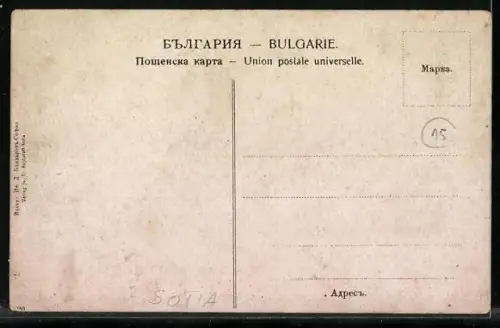 БЪЛГАРИЯ — BULGARIE.
Пощенска карта – Union postale universelle.
Марка.
15
. Адресъ.
SOFIA